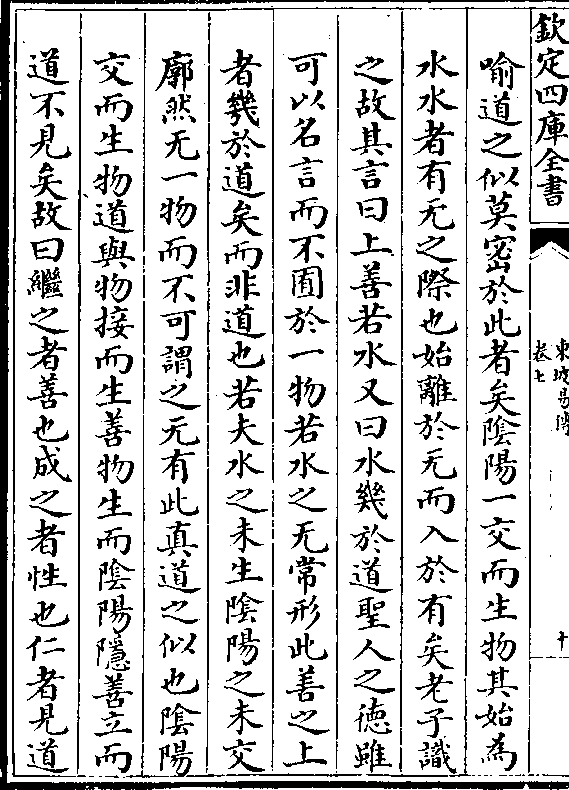 欽定四庫全書
東坡易傳
卷七
十
喻道之似莫密於此者矣陰陽一交而生物其始為
水水者有无之際也始離於无而入於有矣老子識
之故其言曰上善若水又曰水幾於道聖人之徳雖
可以名言而不囿於一物若水之无常形此善之上
者幾於道矣而非道也若夫水之未生陰陽之未交
廓然无一物而不可謂之无有此真道之似也陰陽
交而生物道與物接而生善物生而陰陽隱善立而
道不見矣故曰繼之者善也成之者性也仁者見道